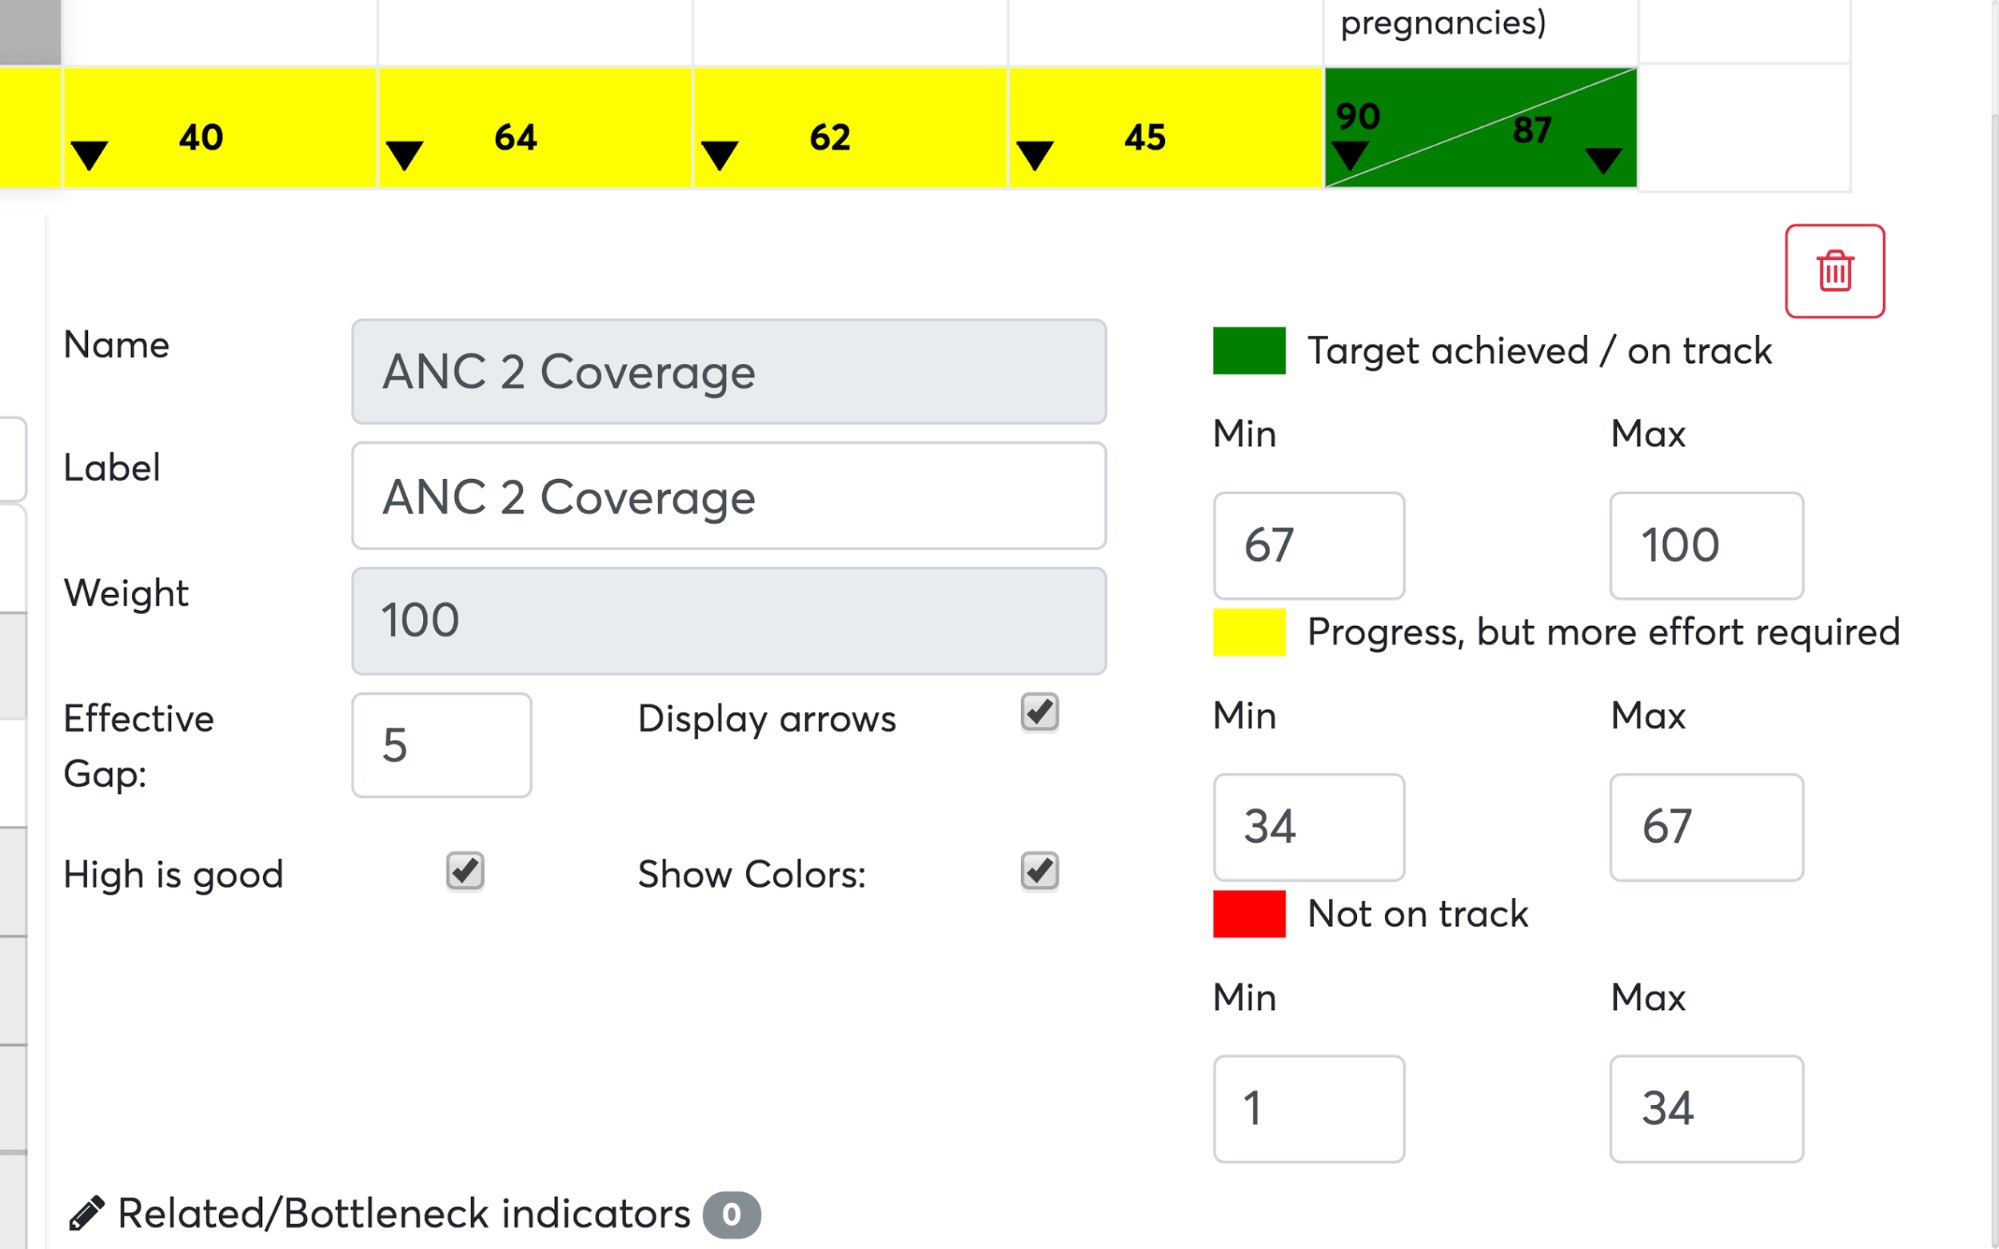 pregnancies)
40 64 62 45 90 87
Name
ANC 2 Coverage
Target achieved / on track
Label
ANC 2 Coverage
Min Max
67 100
Weight
100
Progress, but more effort required
Effective
Gap:
5
Display arrows
Min Max
34 67
High is good
Show Colors:
Not on track
Min Max
1 34
Related/Bottleneck indicators 0